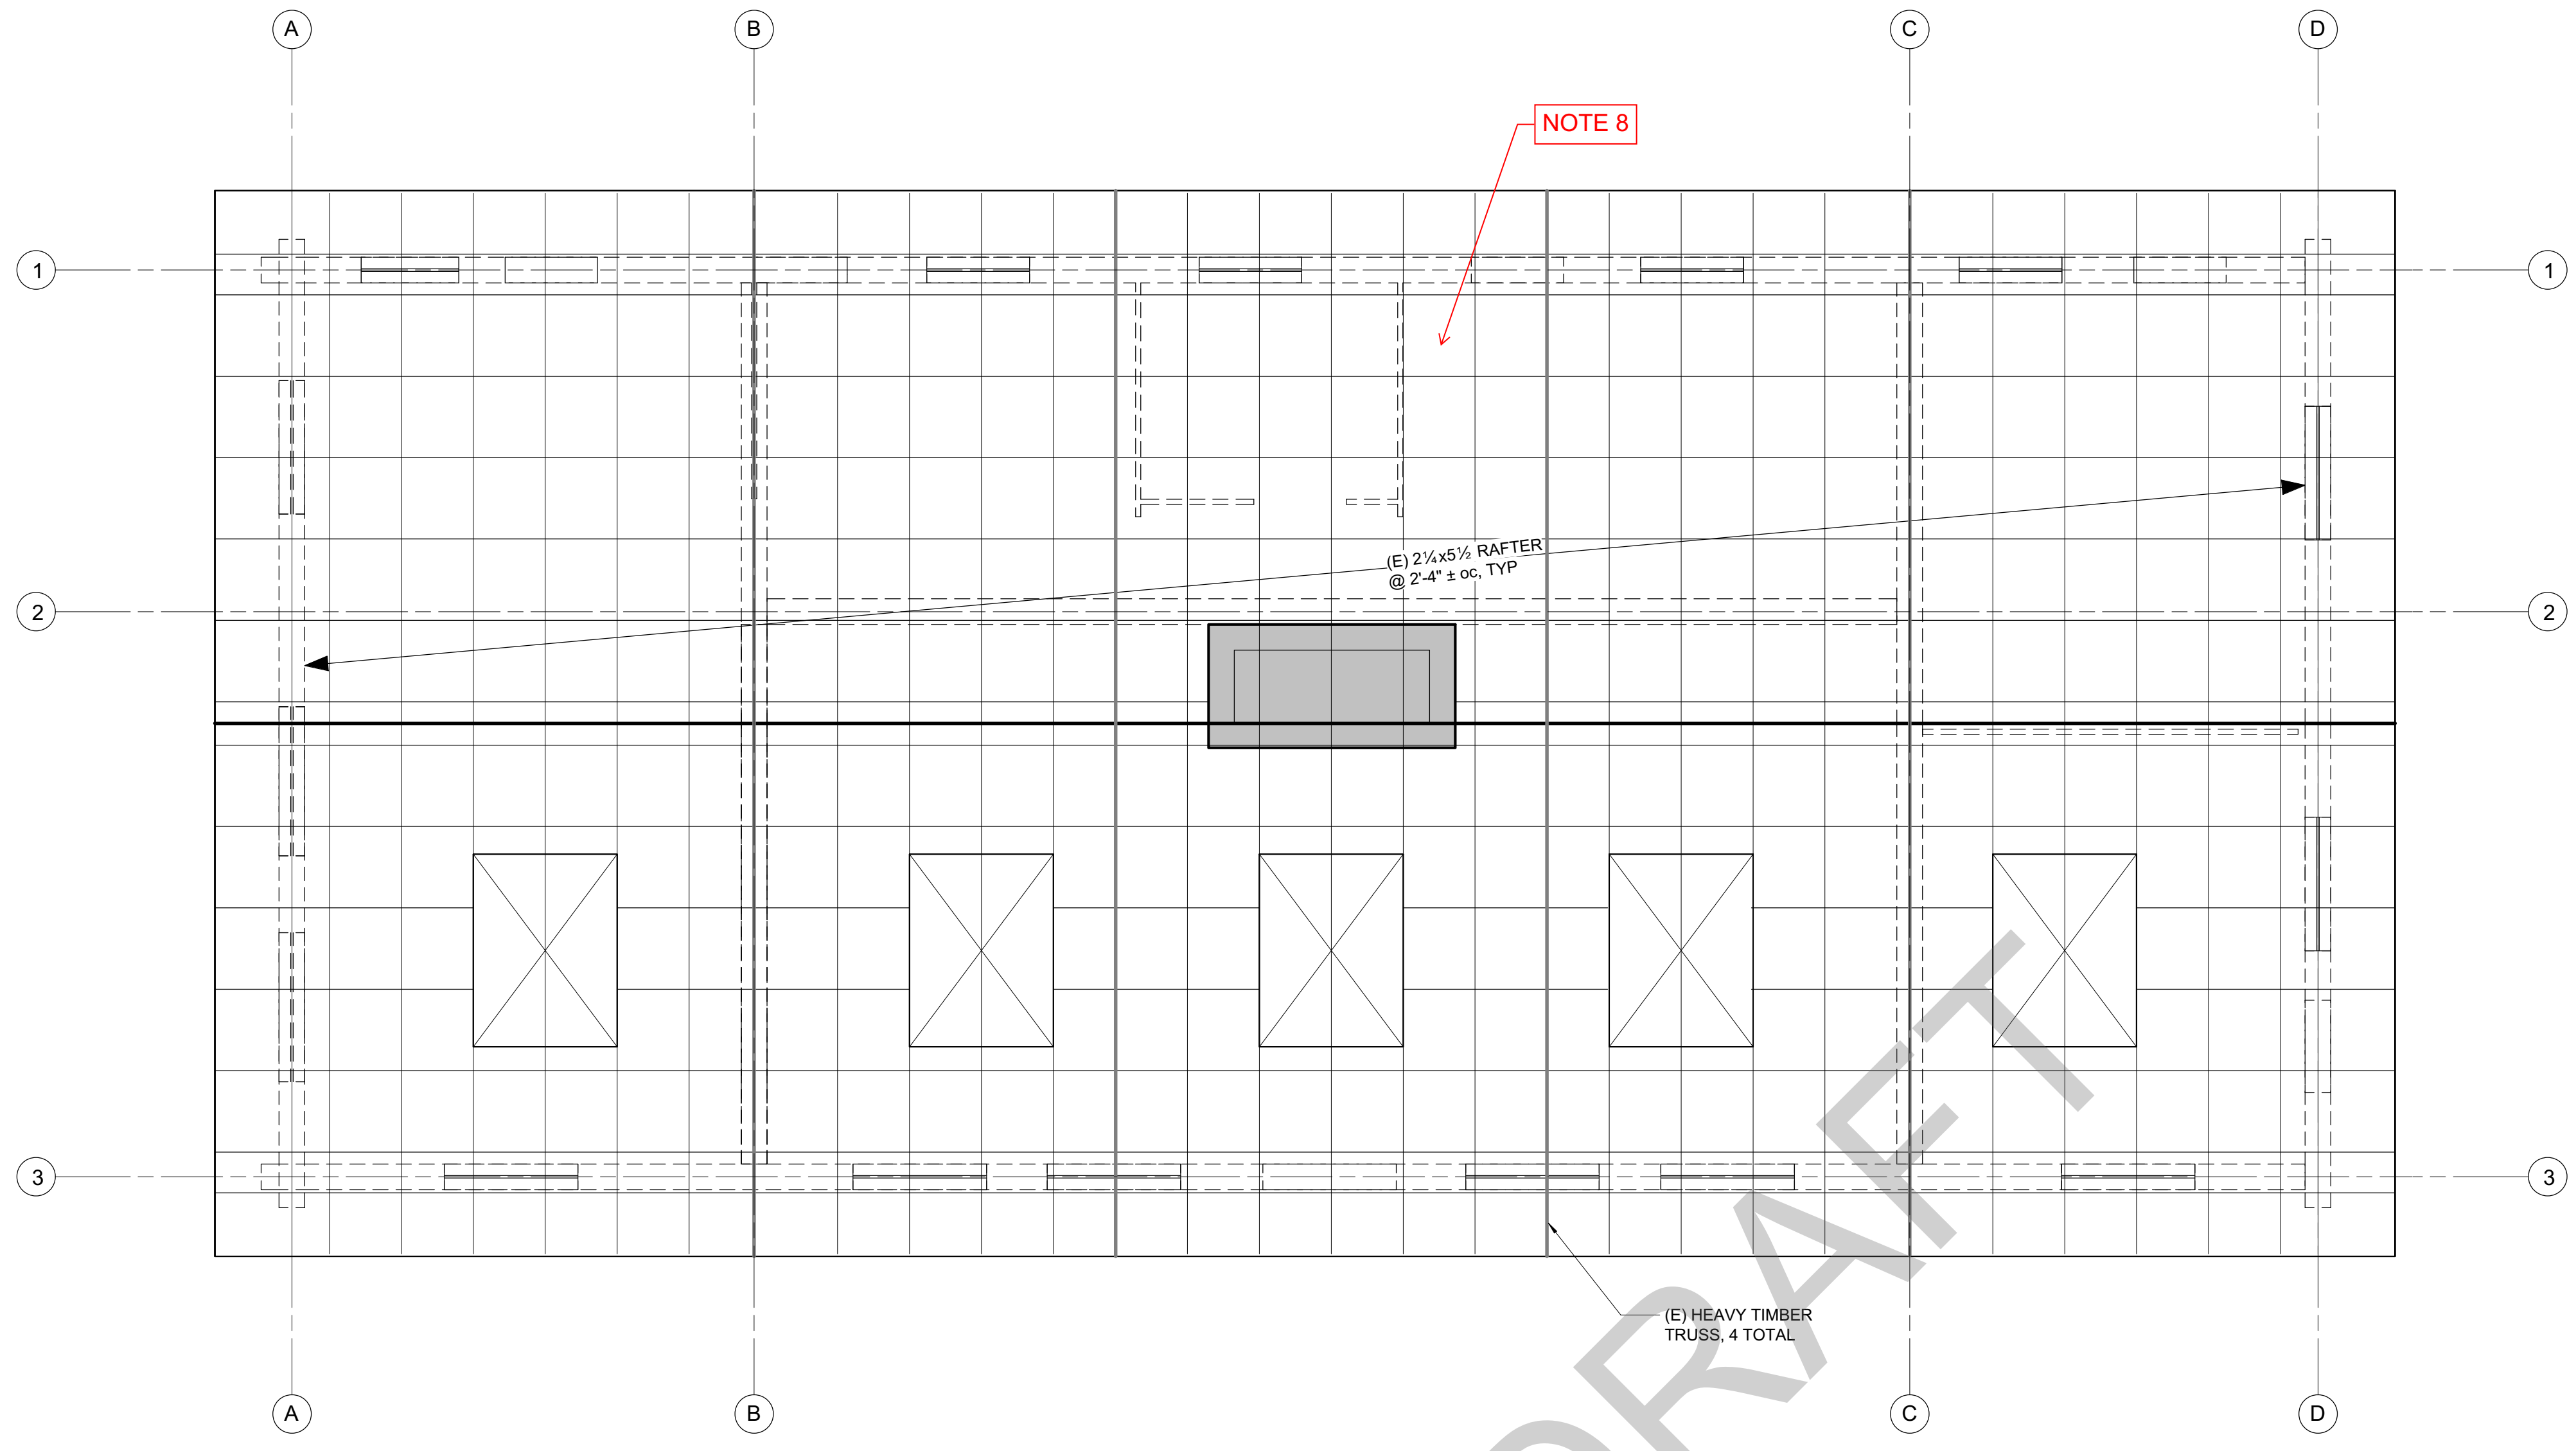 A B C D
NOTE 8
1 1
(E) 2¼x5½ RAFTER
@ 2'-4" ± oc, TYP
2 2
3 3
(E) HEAVY TIMBER
TRUSS, 4 TOTAL
DRAFT
A B C D